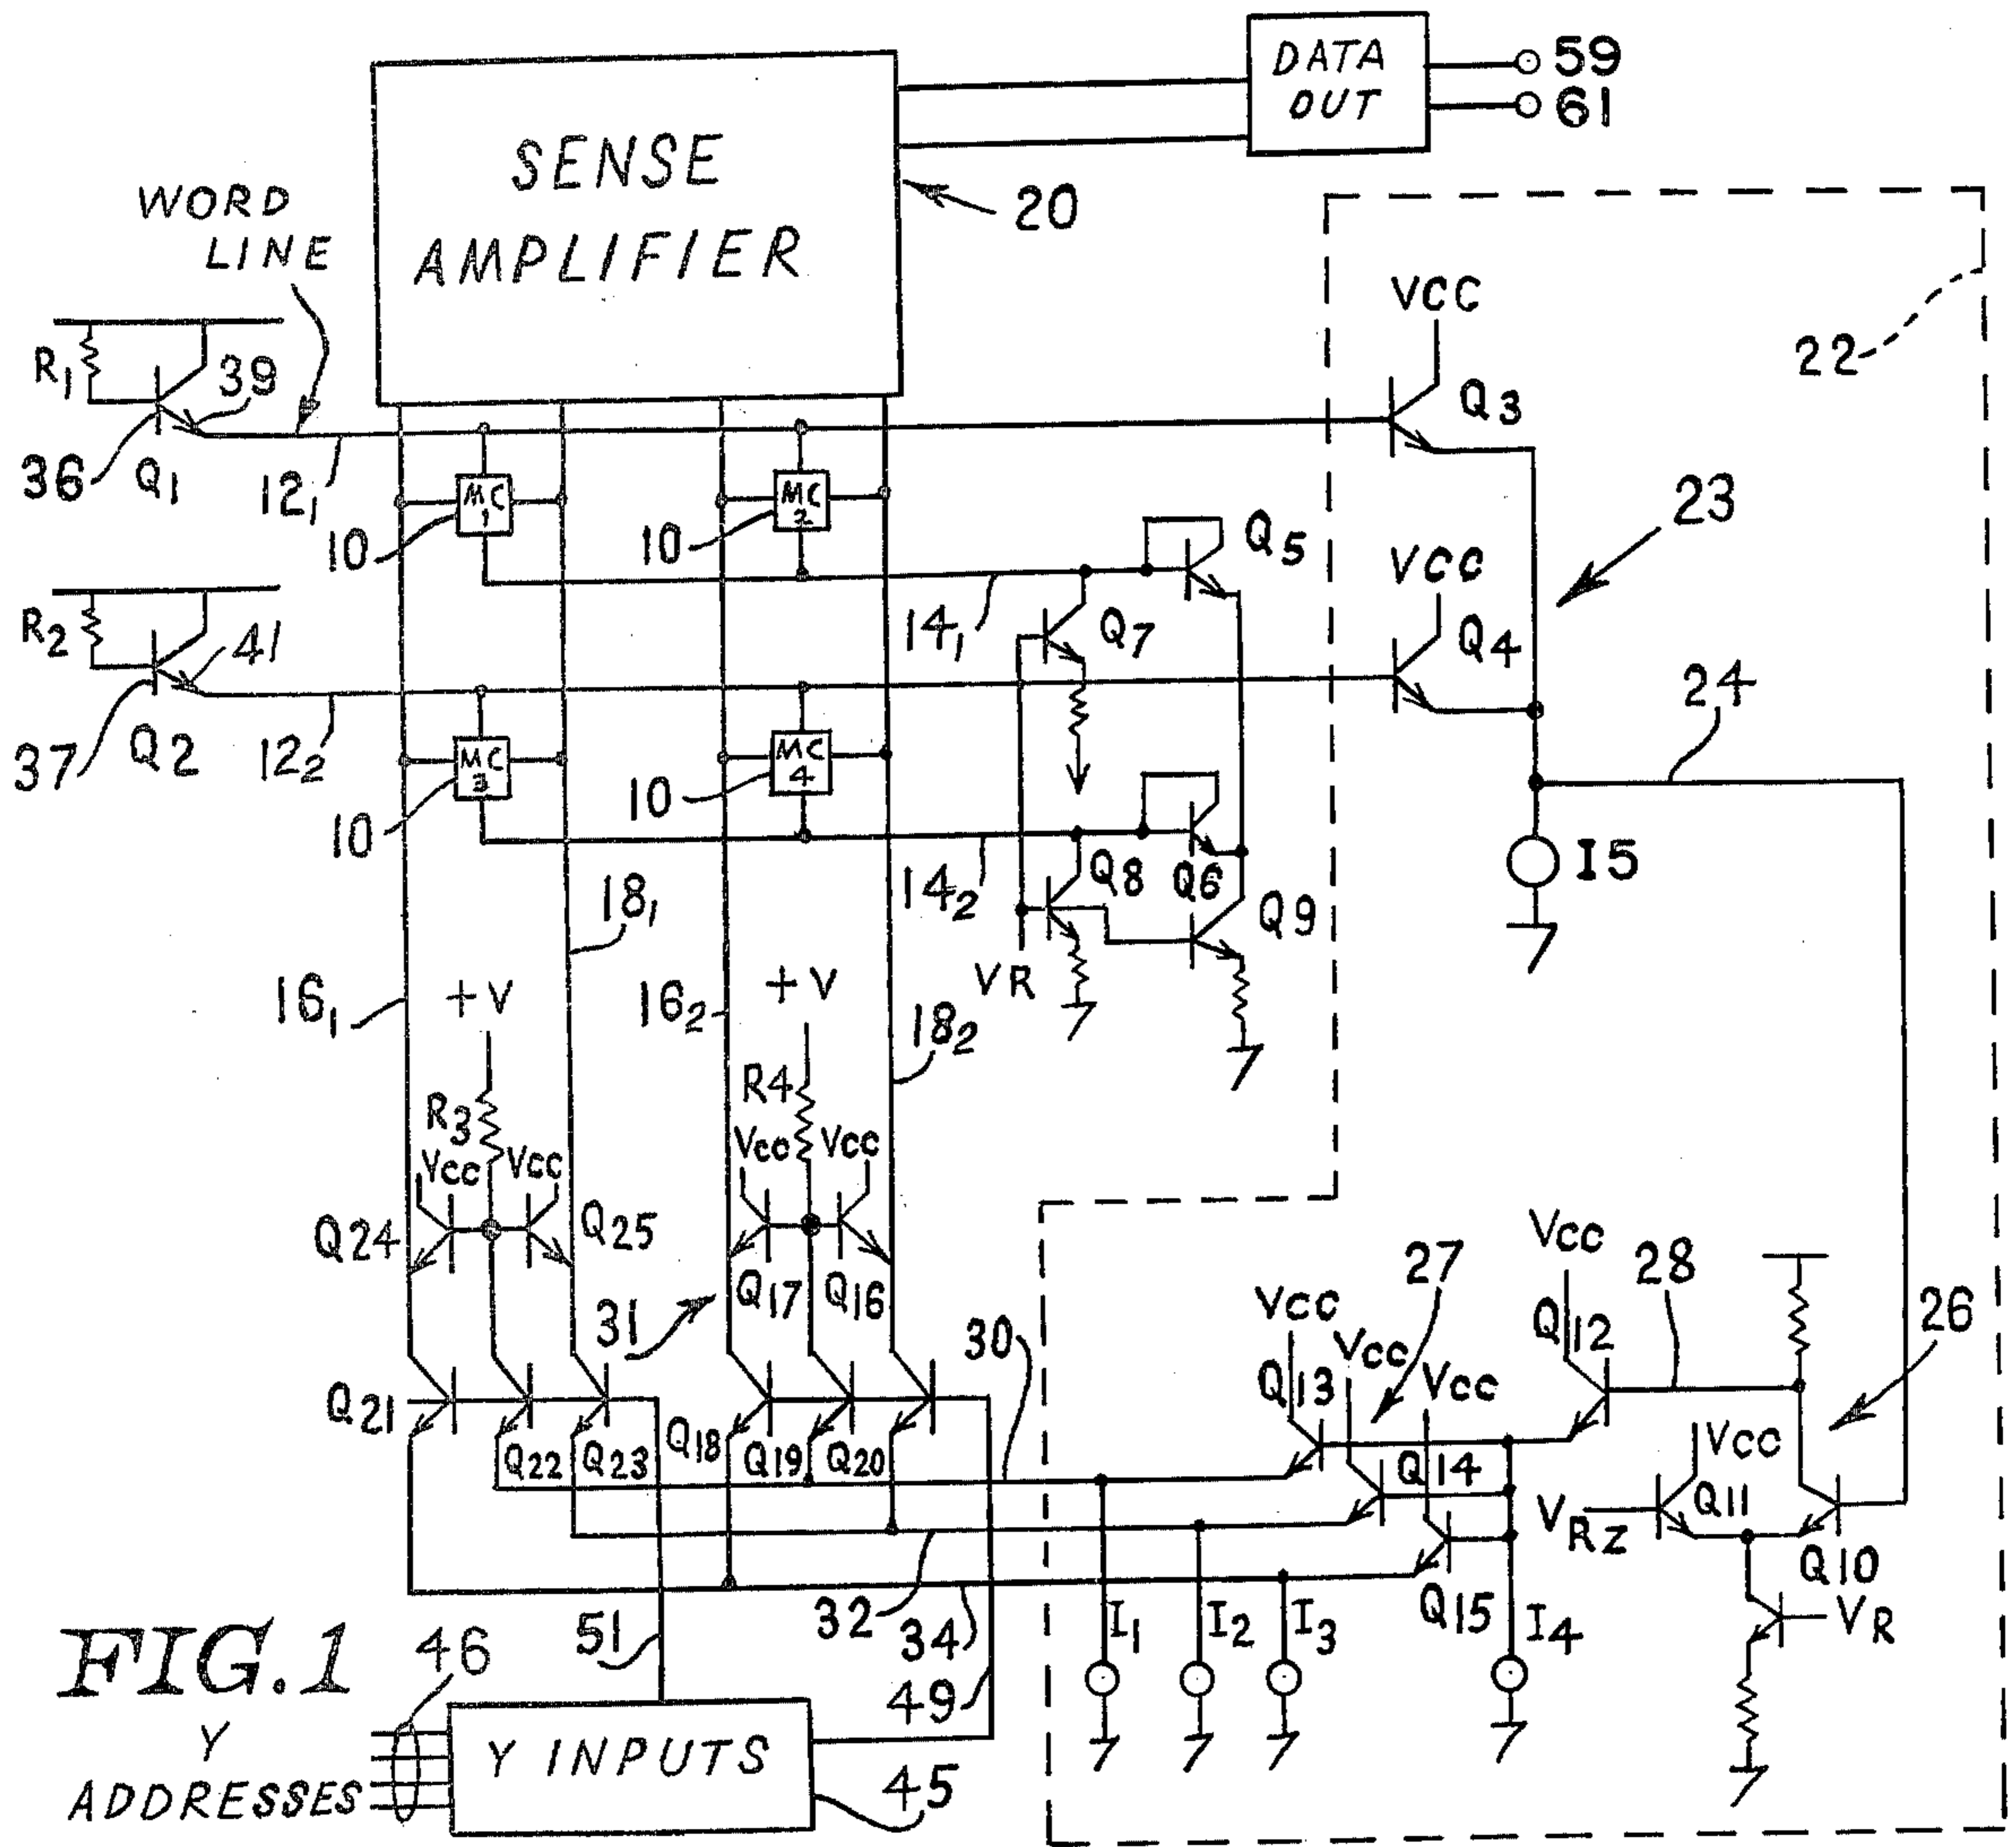 DATA
OUT
59
61
SENSE
AMPLIFIER
20
WORD
LINE
VCC
22
R1
39
Q3
36
Q1
12₁
MC
1
MC
2
10
10
Q5
23
VCC
R2
41
14₁
Q7
Q4
24
37
Q2
12₂
MC
3
MC
4
10
10
I5
18₁
14₂
Q8
Q6
Q9
16₁
+V
16₂
+V
VR
18₂
R3
R4
Vcc
Vcc
Vcc
Vcc
Q24
Q25
Q17
Q16
31
27
Vcc
28
26
30
Vcc
Q13
Vcc
Vcc
Q12
Q21
Q22
Q23
Q18
Q19
Q20
Q14
Vcc
Q11
VRZ
Q10
Q15
VR
32
34
I1
I2
I3
I4
51
49
FIG.1
46
Y
ADDRESSES
Y INPUTS
45